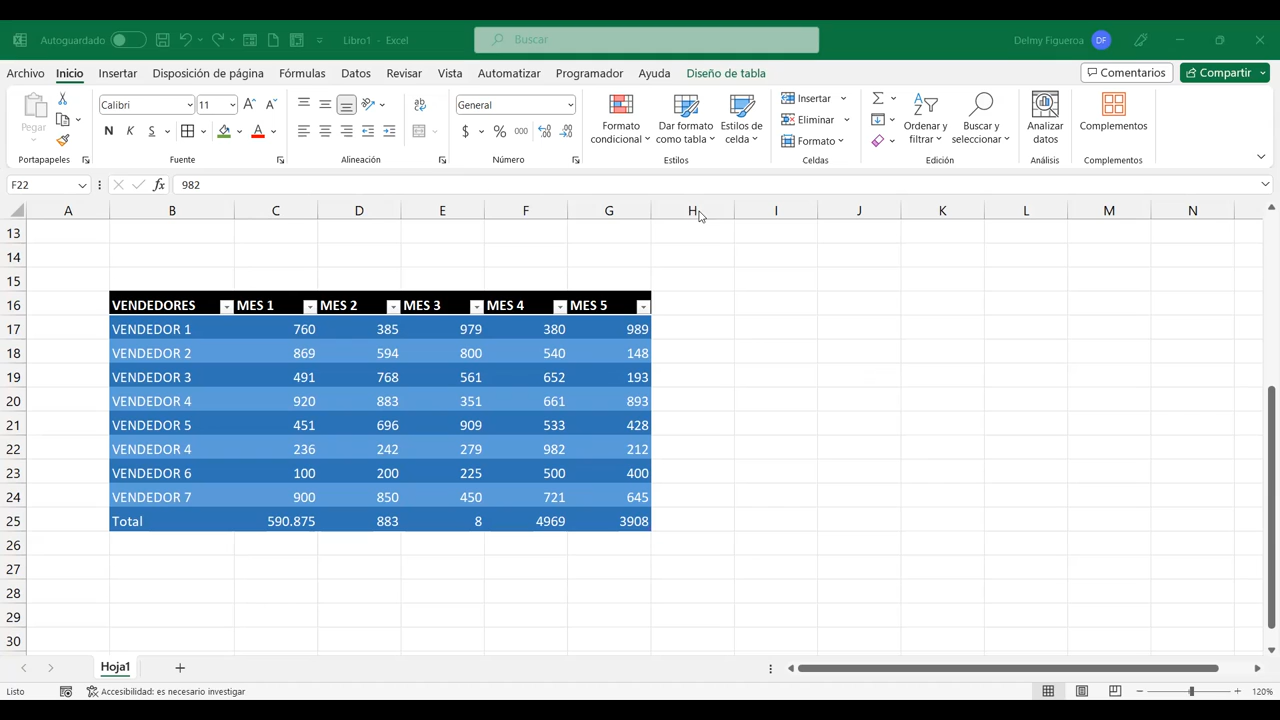 Autoguardado Libro1 - Excel Buscar Delmy Figueroa DF
Archivo Inicio Insertar Disposición de página Fórmulas Datos Revisar Vista Automatizar Programador Ayuda Diseño de tabla Comentarios Compartir
Pegar
Calibri 11
N K S
General
$ % 000
Formato condicional
Dar formato como tabla
Estilos de celda
Insertar
Eliminar
Formato
Ordenar y filtrar
Buscar y seleccionar
Analizar datos
Complementos
Portapapeles Fuente Alineación Número Estilos Celdas Edición Análisis Complementos
F22 fx 982
A B C D E F G H I J K L M N
13
14
15
16 VENDEDORES MES 1 MES 2 MES 3 MES 4 MES 5
17 VENDEDOR 1 760 385 979 380 989
18 VENDEDOR 2 869 594 800 540 148
19 VENDEDOR 3 491 768 561 652 193
20 VENDEDOR 4 920 883 351 661 893
21 VENDEDOR 5 451 696 909 533 428
22 VENDEDOR 4 236 242 279 982 212
23 VENDEDOR 6 100 200 225 500 400
24 VENDEDOR 7 900 850 450 721 645
25 Total 590.875 883 8 4969 3908
26
27
28
29
30
Hoja1
Listo Accesibilidad: es necesario investigar 120%